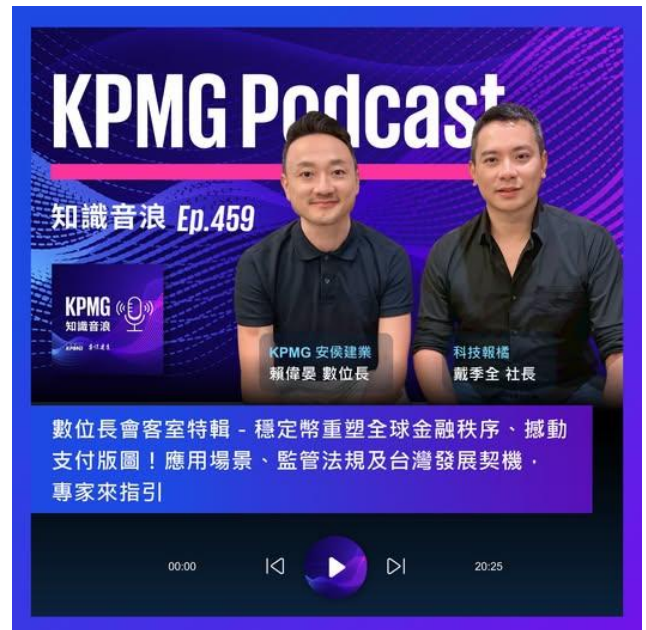 KPMG Podcast
知識音浪 Ep.459
KPMG
知識音浪
KPMG 安侯建業
賴偉晏 數位長
科技報橘
戴季全 社長
數位長會客室特輯 - 穩定幣重塑全球金融秩序、撼動
支付版圖！應用場景、監管法規及台灣發展契機，
專家來指引
00:00
20:25